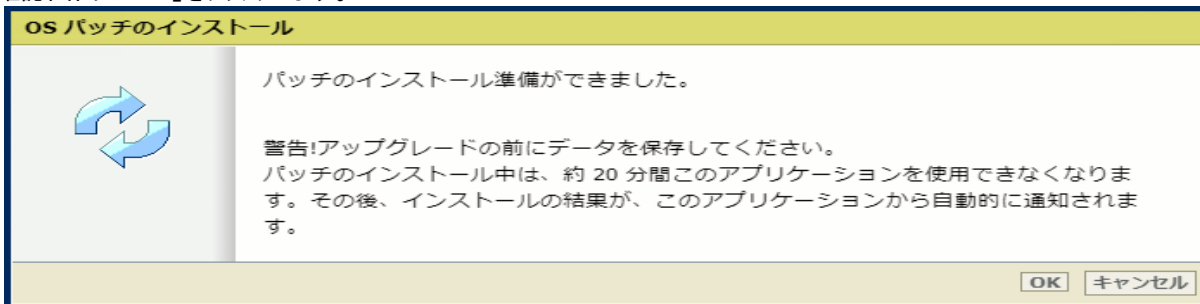 OS パッチのインストール
パッチのインストール準備ができました。
警告!アップグレードの前にデータを保存してください。
パッチのインストール中は、約 20 分間このアプリケーションを使用できなくなりま
す。その後、インストールの結果が、このアプリケーションから自動的に通知されま
す。
OK キャンセル